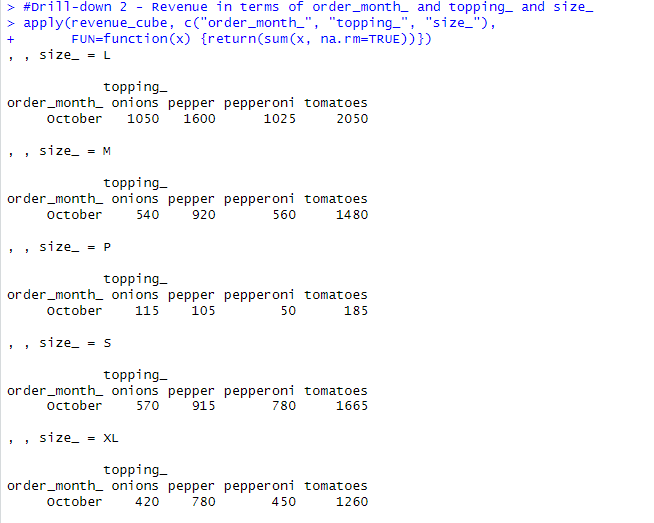 > #Drill-down 2 - Revenue in terms of order_month_ and topping_ and size_
> apply(revenue_cube, c("order_month_", "topping_", "size_"),
+       FUN=function(x) {return(sum(x, na.rm=TRUE))})
, , size_ = L
            topping_
order_month_ onions pepper pepperoni tomatoes
     October   1050   1600      1025     2050
, , size_ = M
            topping_
order_month_ onions pepper pepperoni tomatoes
     October    540    920       560     1480
, , size_ = P
            topping_
order_month_ onions pepper pepperoni tomatoes
     October    115    105        50      185
, , size_ = S
            topping_
order_month_ onions pepper pepperoni tomatoes
     October    570    915       780     1665
, , size_ = XL
            topping_
order_month_ onions pepper pepperoni tomatoes
     October    420    780       450     1260